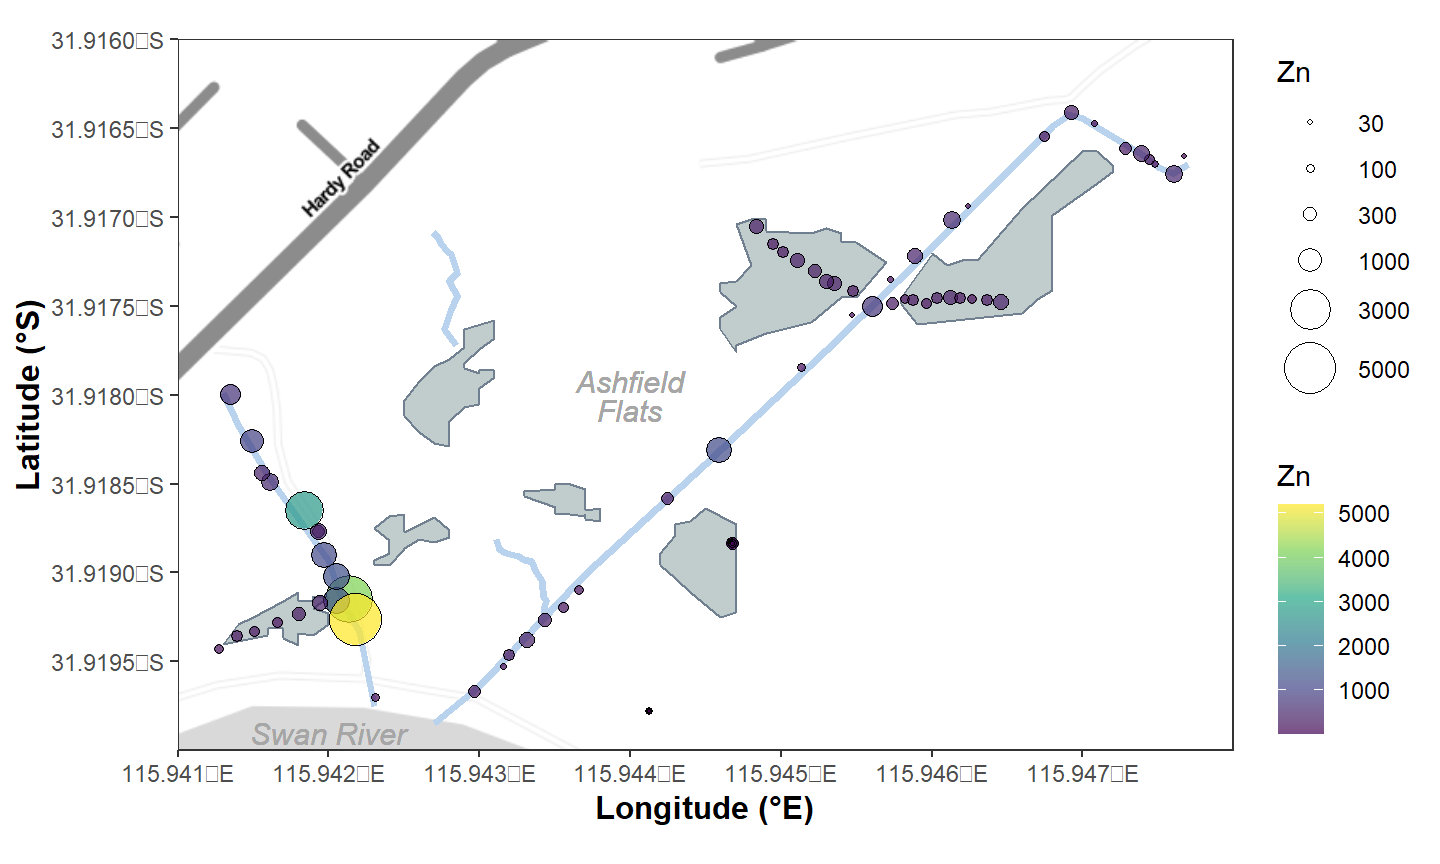 31.9160□S
31.9165□S
31.9170□S
31.9175□S
31.9180□S
31.9185□S
31.9190□S
31.9195□S
Latitude (°S)
Hardy Road
Ashfield
Flats
Swan River
115.941□E
115.942□E
115.943□E
115.944□E
115.945□E
115.946□E
115.947□E
Longitude (°E)
Zn
30
100
300
1000
3000
5000
Zn
5000
4000
3000
2000
1000